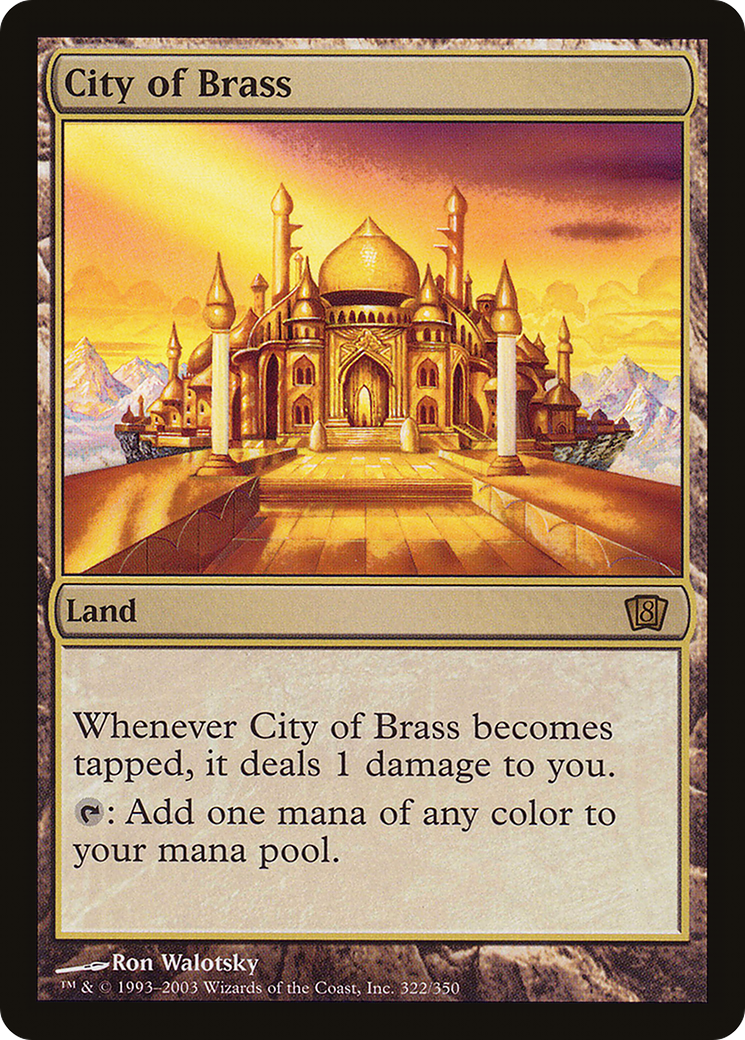 City of Brass
Land
8
Whenever City of Brass becomes
tapped, it deals 1 damage to you.
: Add one mana of any color to
your mana pool.
Ron Walotsky
™ & © 1993–2003 Wizards of the Coast, Inc. 322/350